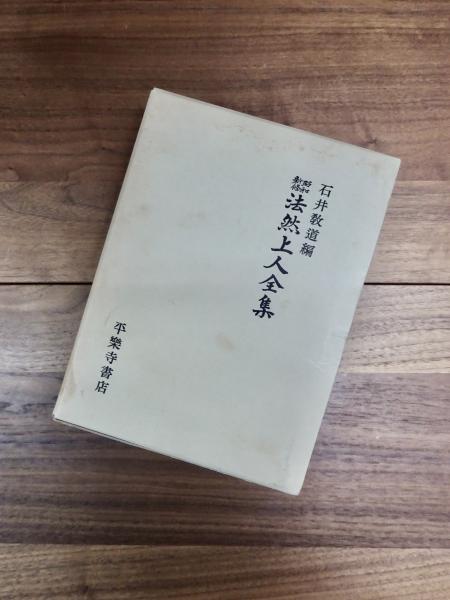 石井教道編
昭和
新修
法然上人全集
平樂寺書店